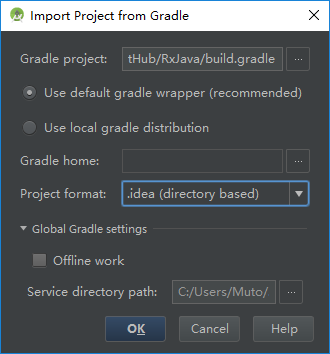 Import Project from Gradle
Gradle project: tHub/RxJava/build.gradle ...
Use default gradle wrapper (recommended)
Use local gradle distribution
Gradle home: ...
Project format: .idea (directory based)
Global Gradle settings
Offline work
Service directory path: C:/Users/Muto/ ...
OK Cancel Help